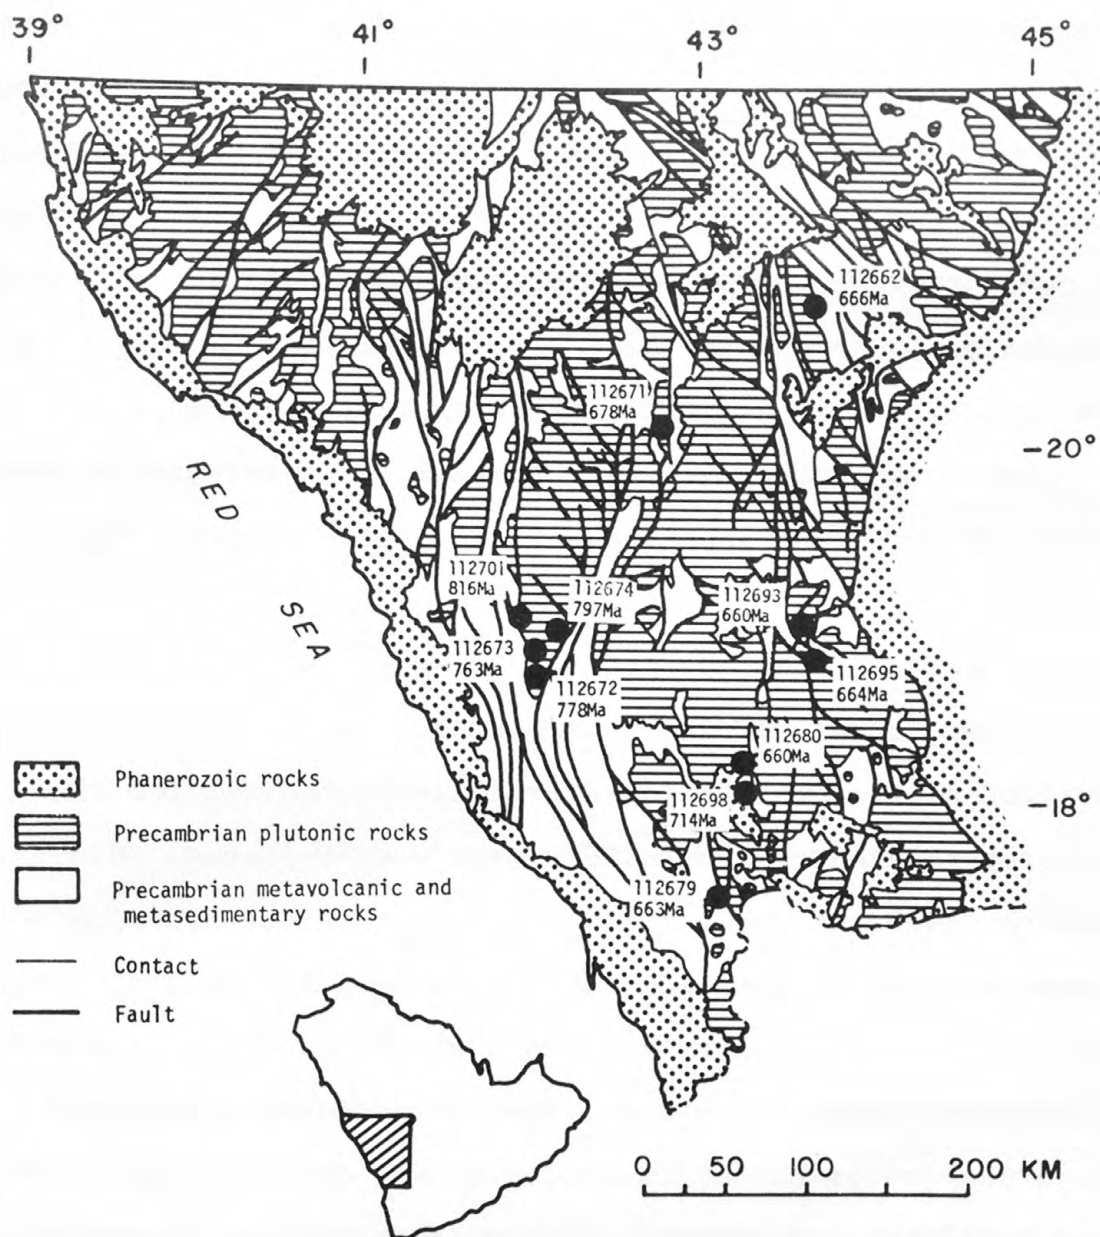 39°
41°
43°
45°
112662
666Ma
112671
678Ma
20°
RED
SEA
112701
816Ma
112674
797Ma
112693
660Ma
112673
763Ma
112672
778Ma
112695
664Ma
112680
660Ma
112698
714Ma
18°
112679
663Ma
Phanerozoic rocks
Precambrian plutonic rocks
Precambrian metavolcanic and
metasedimentary rocks
Contact
Fault
0 50 100 200 KM